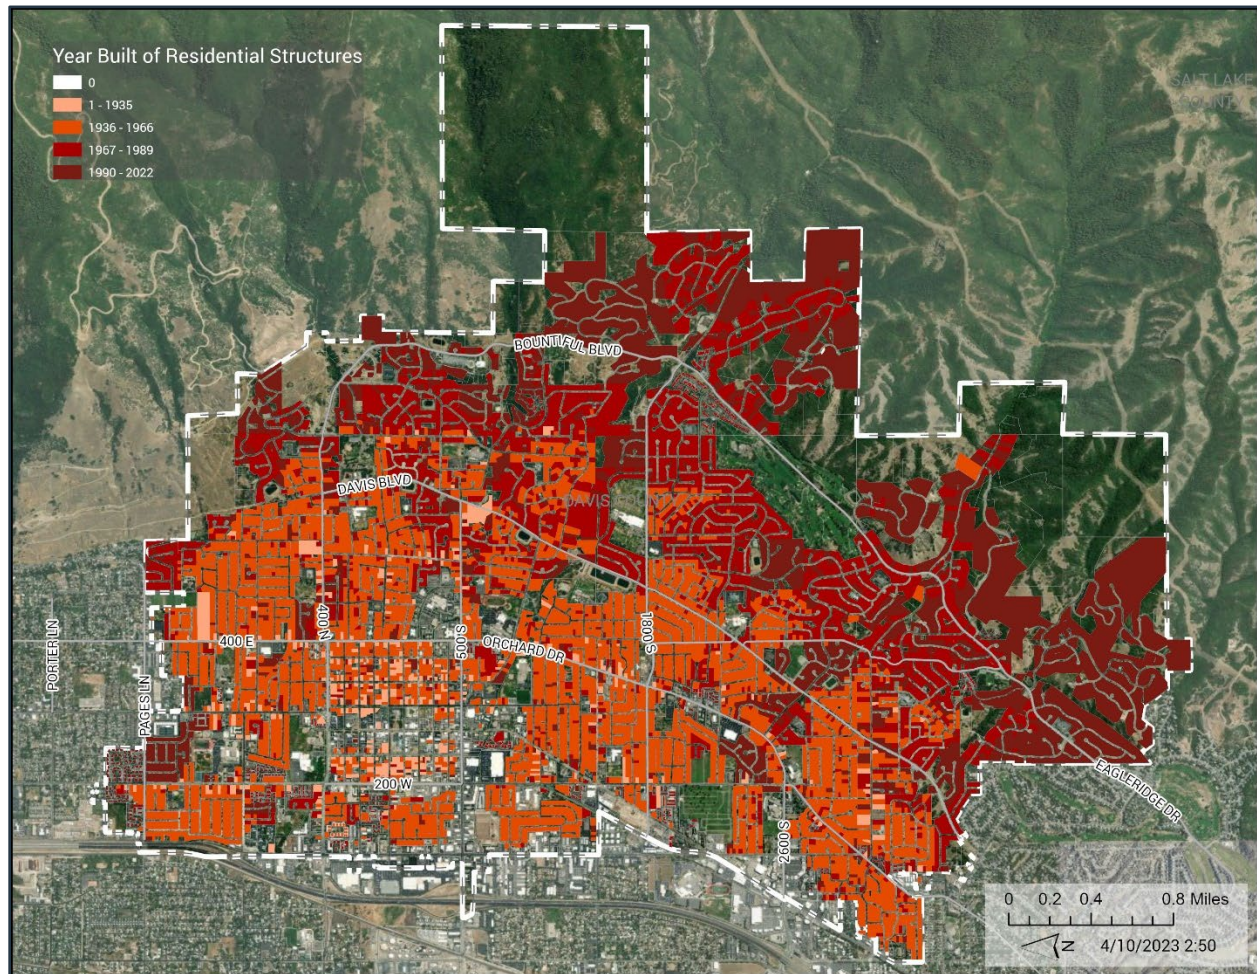 Year Built of Residential Structures
0
1 - 1935
1936 - 1966
1967 - 1989
1990 - 2022
SALT LAKE
COUNTY
BOUNTIFUL BLVD
DAVIS BLVD
DAVIS COUNTY
400 N
500 S
1800 S
400 E
ORCHARD DR
PORTER LN
PAGES LN
200 W
2600 S
EAGLERIDGE DR
0 0.2 0.4 0.8 Miles
N 4/10/2023 2:50